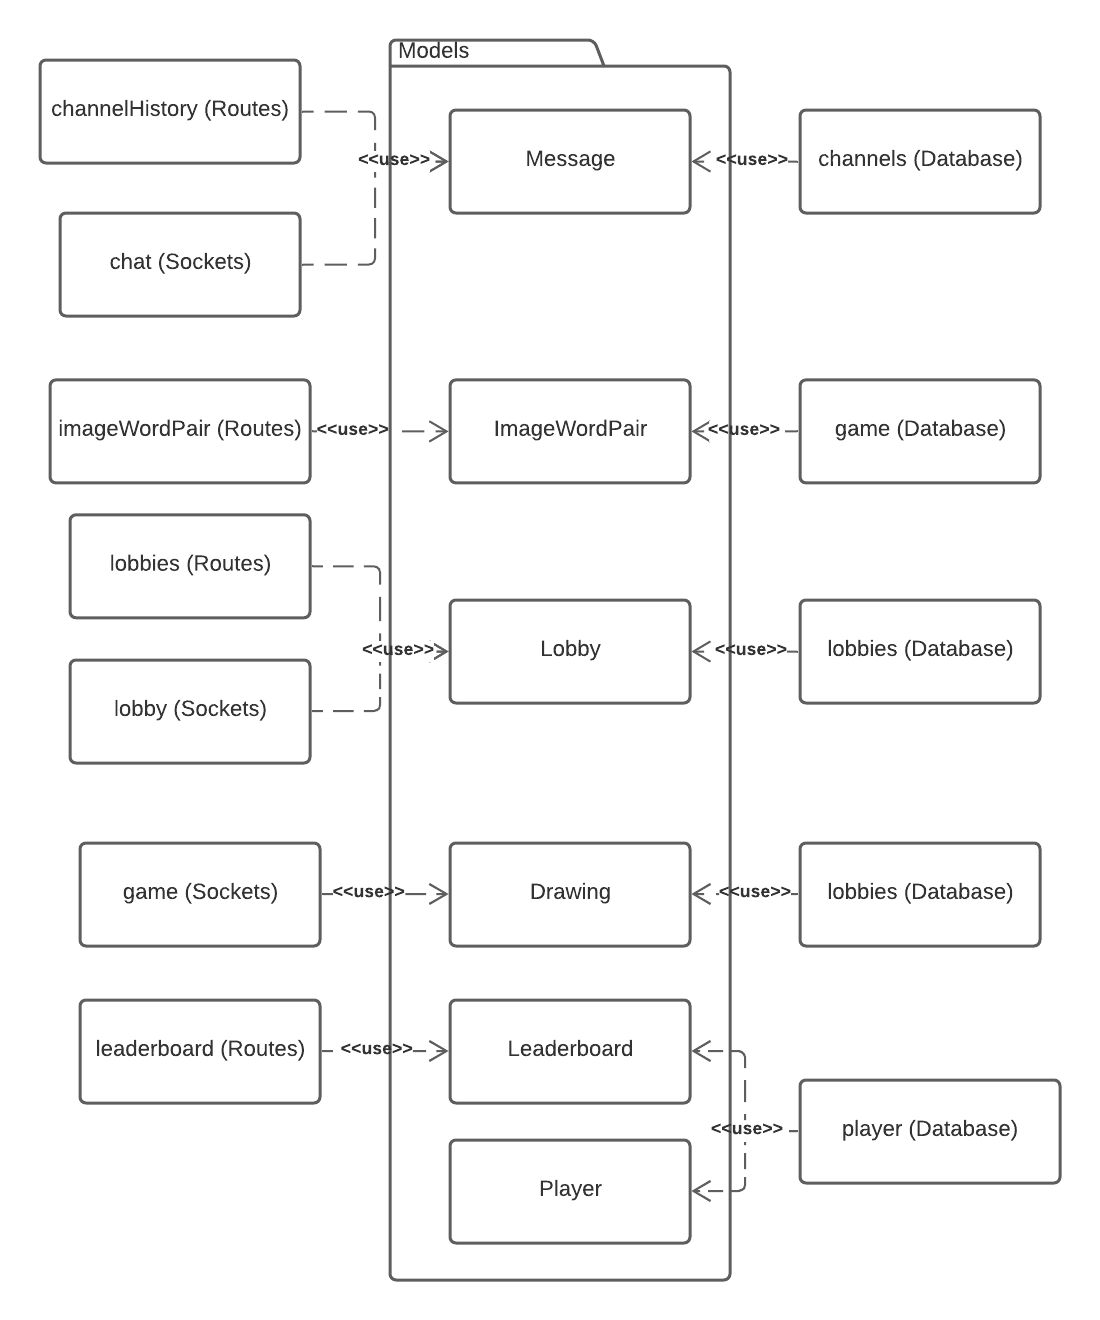 Models
channelHistory (Routes)
<<use>>
Message
<<use>>
channels (Database)
chat (Sockets)
imageWordPair (Routes)
<<use>>
ImageWordPair
<<use>>
game (Database)
lobbies (Routes)
<<use>>
Lobby
<<use>>
lobbies (Database)
lobby (Sockets)
game (Sockets)
<<use>>
Drawing
<<use>>
lobbies (Database)
leaderboard (Routes)
<<use>>
Leaderboard
<<use>>
player (Database)
Player